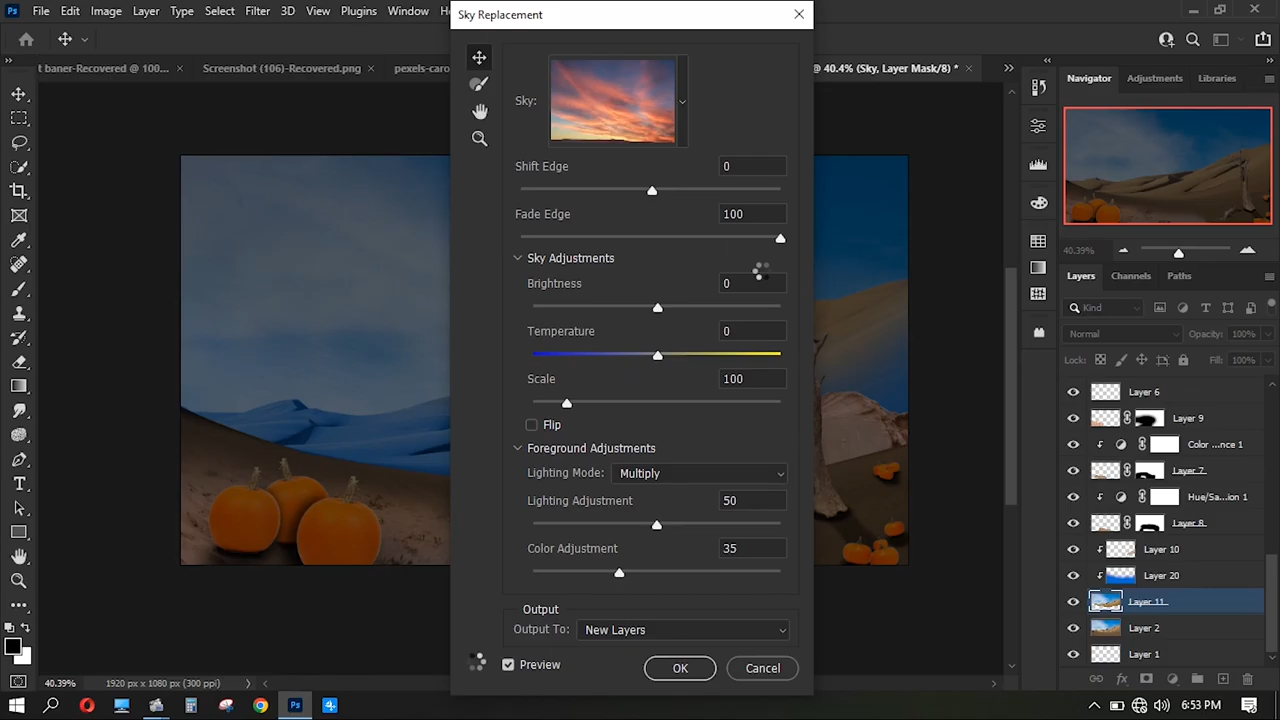 Ps File Edit Image Layer Type Select Filter 3D View Plugins Window
Sky Replacement
t baner-Recovered @ 100... Screenshot (106)-Recovered.png pexels-caro
@ 40.4% (Sky, Layer Mask/8) *
Sky:
Shift Edge 0
Fade Edge 100
Sky Adjustments
Brightness 0
Temperature 0
Scale 100
Flip
Foreground Adjustments
Lighting Mode: Multiply
Lighting Adjustment 50
Color Adjustment 35
Output
Output To: New Layers
Preview OK Cancel
Navigator Adjustments Libraries
40.39%
Layers Channels Paths
Kind
Normal Opacity: 100%
Lock: Fill: 100%
Layer 6
Layer 9
Color ...nce 1
Layer 7
Hue/Sa...ion 1
Layer 8
Layer 10
Layer 20
Layer 11
Layer 2
Layer 1
fx
40.39% 1920 px x 1080 px (300 ppi)
Ps 6:53 PM